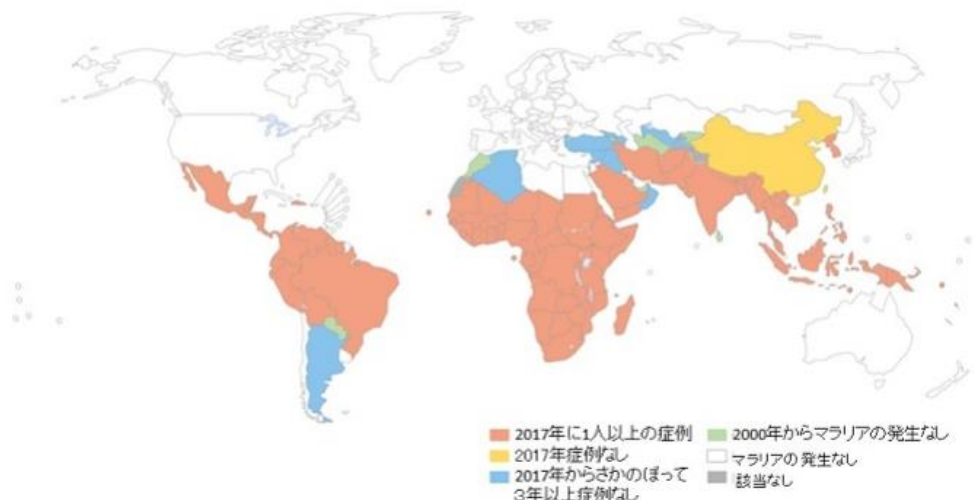 2017年に1人以上の症例
2017年症例なし
2017年からさかのぼって
3年以上症例なし
2000年からマラリアの発生なし
マラリアの発生なし
該当なし